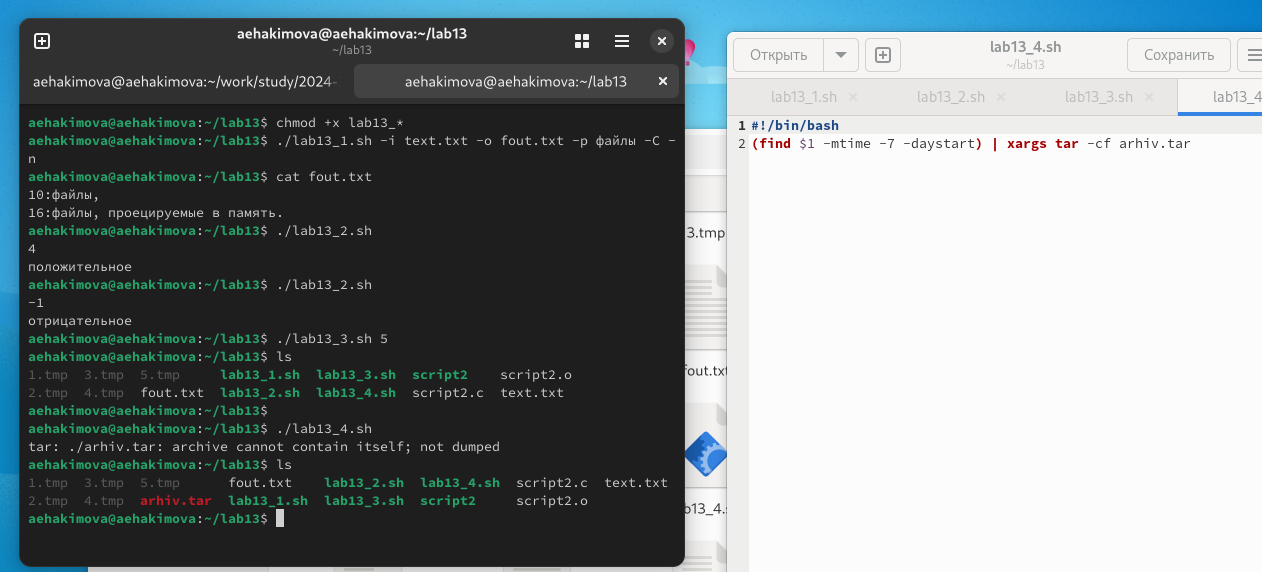 aehakimova@aehakimova:~/lab13
~/lab13
aehakimova@aehakimova:~/work/study/2024-
aehakimova@aehakimova:~/lab13
aehakimova@aehakimova:~/lab13$ chmod +x lab13_*
aehakimova@aehakimova:~/lab13$ ./lab13_1.sh -i text.txt -o fout.txt -p файлы -C -
n
aehakimova@aehakimova:~/lab13$ cat fout.txt
10:файлы,
16:файлы, проецируемые в память.
aehakimova@aehakimova:~/lab13$ ./lab13_2.sh
4
положительное
aehakimova@aehakimova:~/lab13$ ./lab13_2.sh
-1
отрицательное
aehakimova@aehakimova:~/lab13$ ./lab13_3.sh 5
aehakimova@aehakimova:~/lab13$ ls
1.tmp 3.tmp 5.tmp lab13_1.sh lab13_3.sh script2 script2.o
2.tmp 4.tmp fout.txt lab13_2.sh lab13_4.sh script2.c text.txt
aehakimova@aehakimova:~/lab13$
aehakimova@aehakimova:~/lab13$ ./lab13_4.sh
tar: ./arhiv.tar: archive cannot contain itself; not dumped
aehakimova@aehakimova:~/lab13$ ls
1.tmp 3.tmp 5.tmp fout.txt lab13_2.sh lab13_4.sh script2.c text.txt
2.tmp 4.tmp arhiv.tar lab13_1.sh lab13_3.sh script2 script2.o
aehakimova@aehakimova:~/lab13$
3.tmp
fout.txt
b13_4.s
Открыть
lab13_4.sh
~/lab13
Сохранить
lab13_1.sh
lab13_2.sh
lab13_3.sh
lab13_4
1 #!/bin/bash
2 (find $1 -mtime -7 -daystart) | xargs tar -cf arhiv.tar